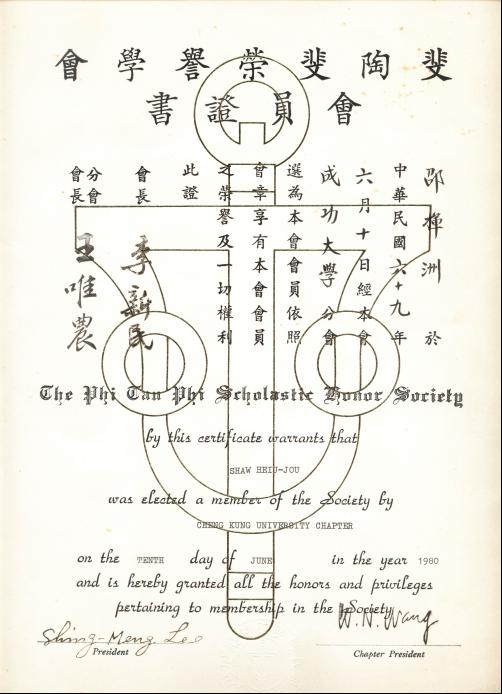 斐陶斐榮譽學會
會員證書
邵 洲 於
中華民國六十九年
六月十日經本會
成功大學分會
選為本會會員依照
會章享有本會會員
之榮譽及一切權利
此證
會長 李新民
分會會長 王唯農
The Phi Tau Phi Scholastic Honor Society
by this certificate warrants that
SHAW HEIU-JOU
was elected a member of the Society by
CHENG KUNG UNIVERSITY CHAPTER
on the TENTH day of JUNE in the year 1980
and is hereby granted all the honors and privileges
pertaining to membership in the Society
Shing-Meng Lee W. N. Wang
President Chapter President